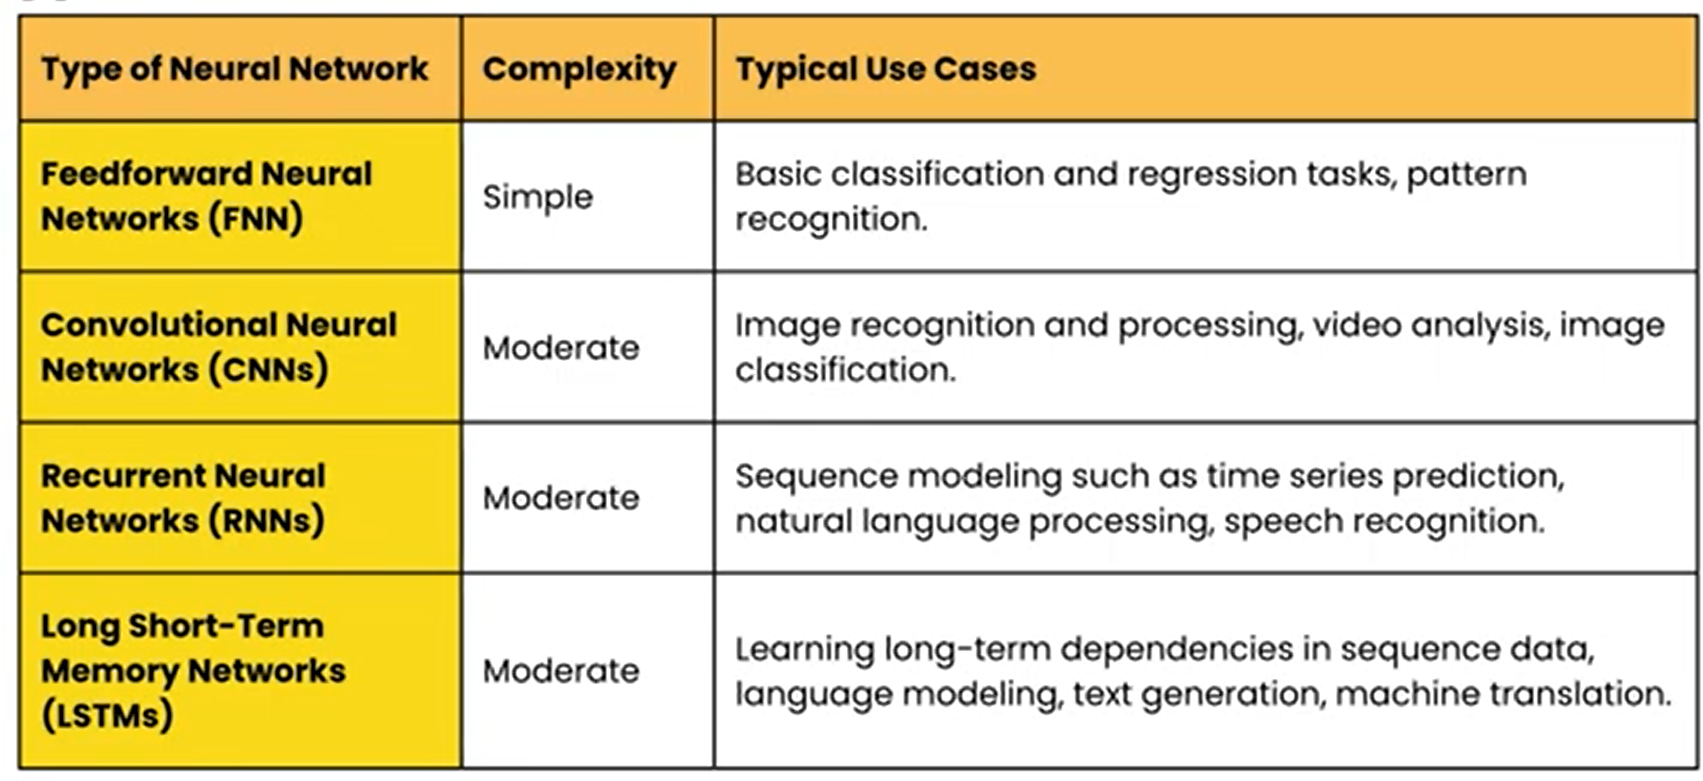 Type of Neural Network
Complexity
Typical Use Cases
Feedforward Neural
Networks (FNN)
Simple
Basic classification and regression tasks, pattern
recognition.
Convolutional Neural
Networks (CNNs)
Moderate
Image recognition and processing, video analysis, image
classification.
Recurrent Neural
Networks (RNNs)
Moderate
Sequence modeling such as time series prediction,
natural language processing, speech recognition.
Long Short-Term
Memory Networks
(LSTMs)
Moderate
Learning long-term dependencies in sequence data,
language modeling, text generation, machine translation.